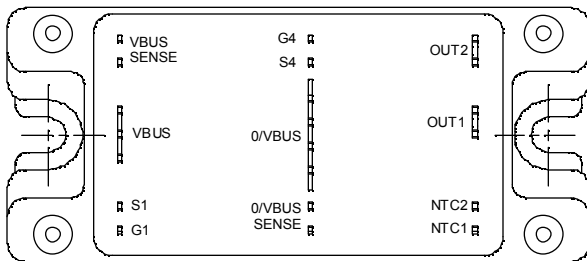 VBUS
SENSE
G4
S4
OUT2
VBUS
0/VBUS
OUT1
S1
G1
0/VBUS
SENSE
NTC2
NTC1